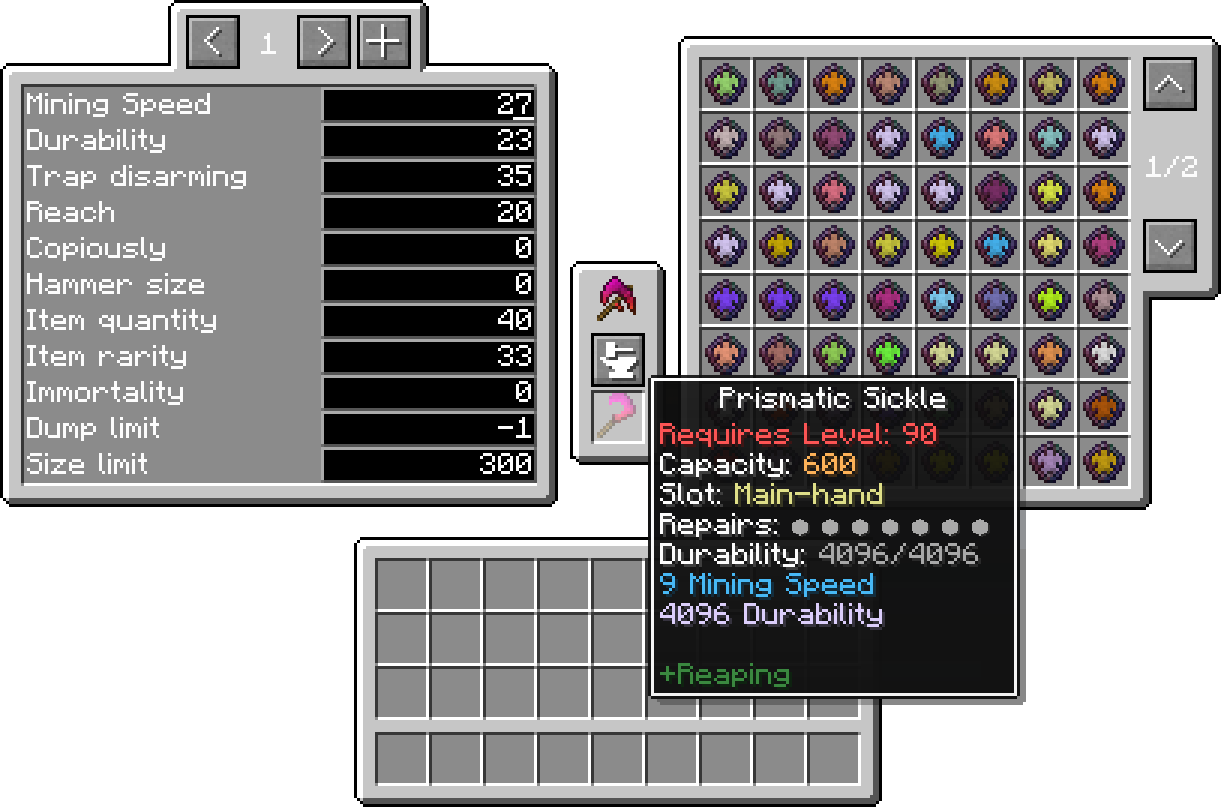 < 1 > +
Mining Speed 27
Durability 23
Trap disarming 35
Reach 20
Copiously 0
Hammer size 0
Item quantity 40
Item rarity 33
Immortality 0
Dump limit -1
Size limit 300
1/2
Prismatic Sickle
Requires Level: 90
Capacity: 600
Slot: Main-hand
Repairs: ● ● ● ● ● ● ●
Durability: 4096/4096
9 Mining Speed
4096 Durability
+Reaping